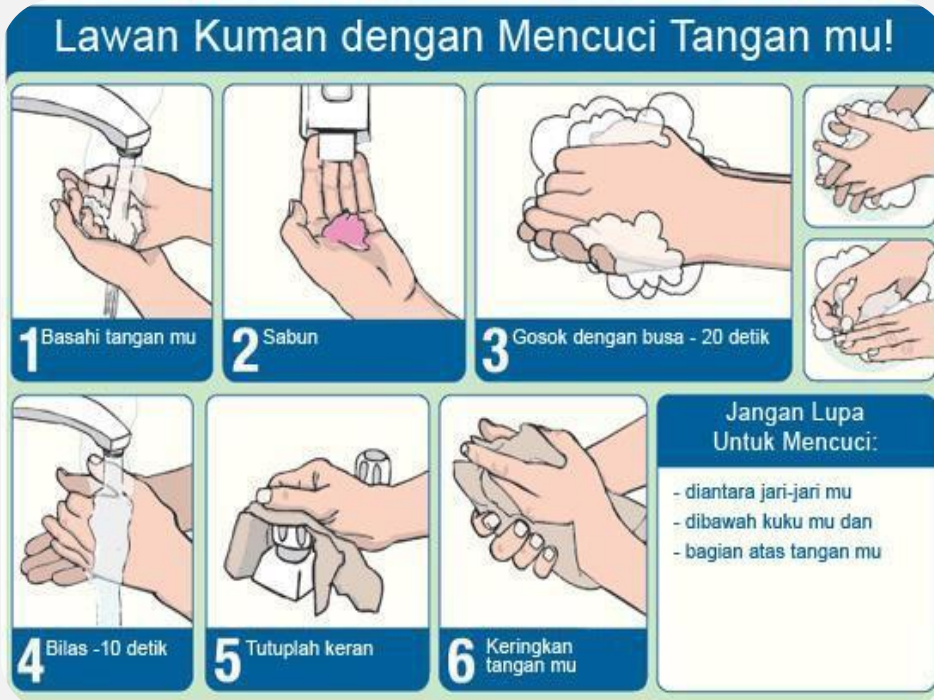 Lawan Kuman dengan Mencuci Tangan mu!
1 Basahi tangan mu
2 Sabun
3 Gosok dengan busa - 20 detik
4 Bilas -10 detik
5 Tutuplah keran
6 Keringkan
tangan mu
Jangan Lupa
Untuk Mencuci:
- diantara jari-jari mu
- dibawah kuku mu dan
- bagian atas tangan mu